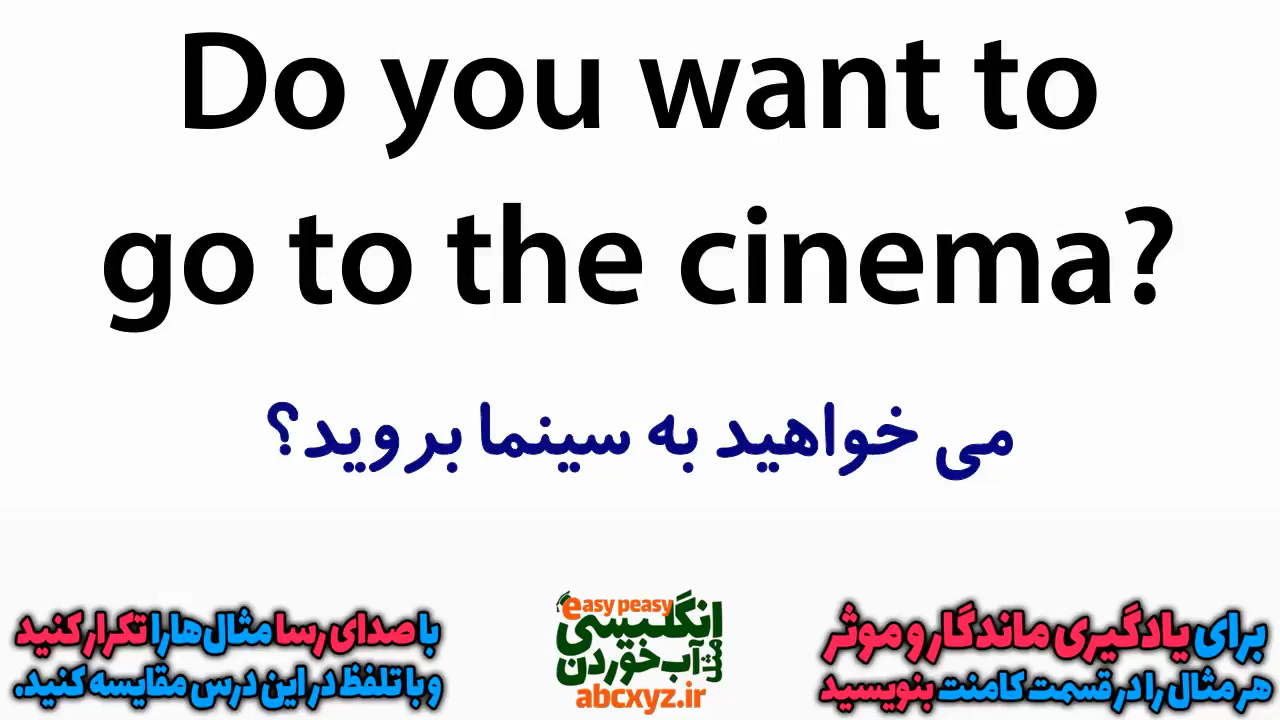 Do you want to
go to the cinema?
می خواهید به سینما بروید؟
برای یادگیری ماندگار و موثر
هر مثال را در قسمت کامنت بنویسید
easy peasy
انگلیسی
مثل آب خوردن
abcxyz.ir
با صدای رسا مثال‌ها را تکرار کنید
و با تلفظ در این درس مقایسه کنید.